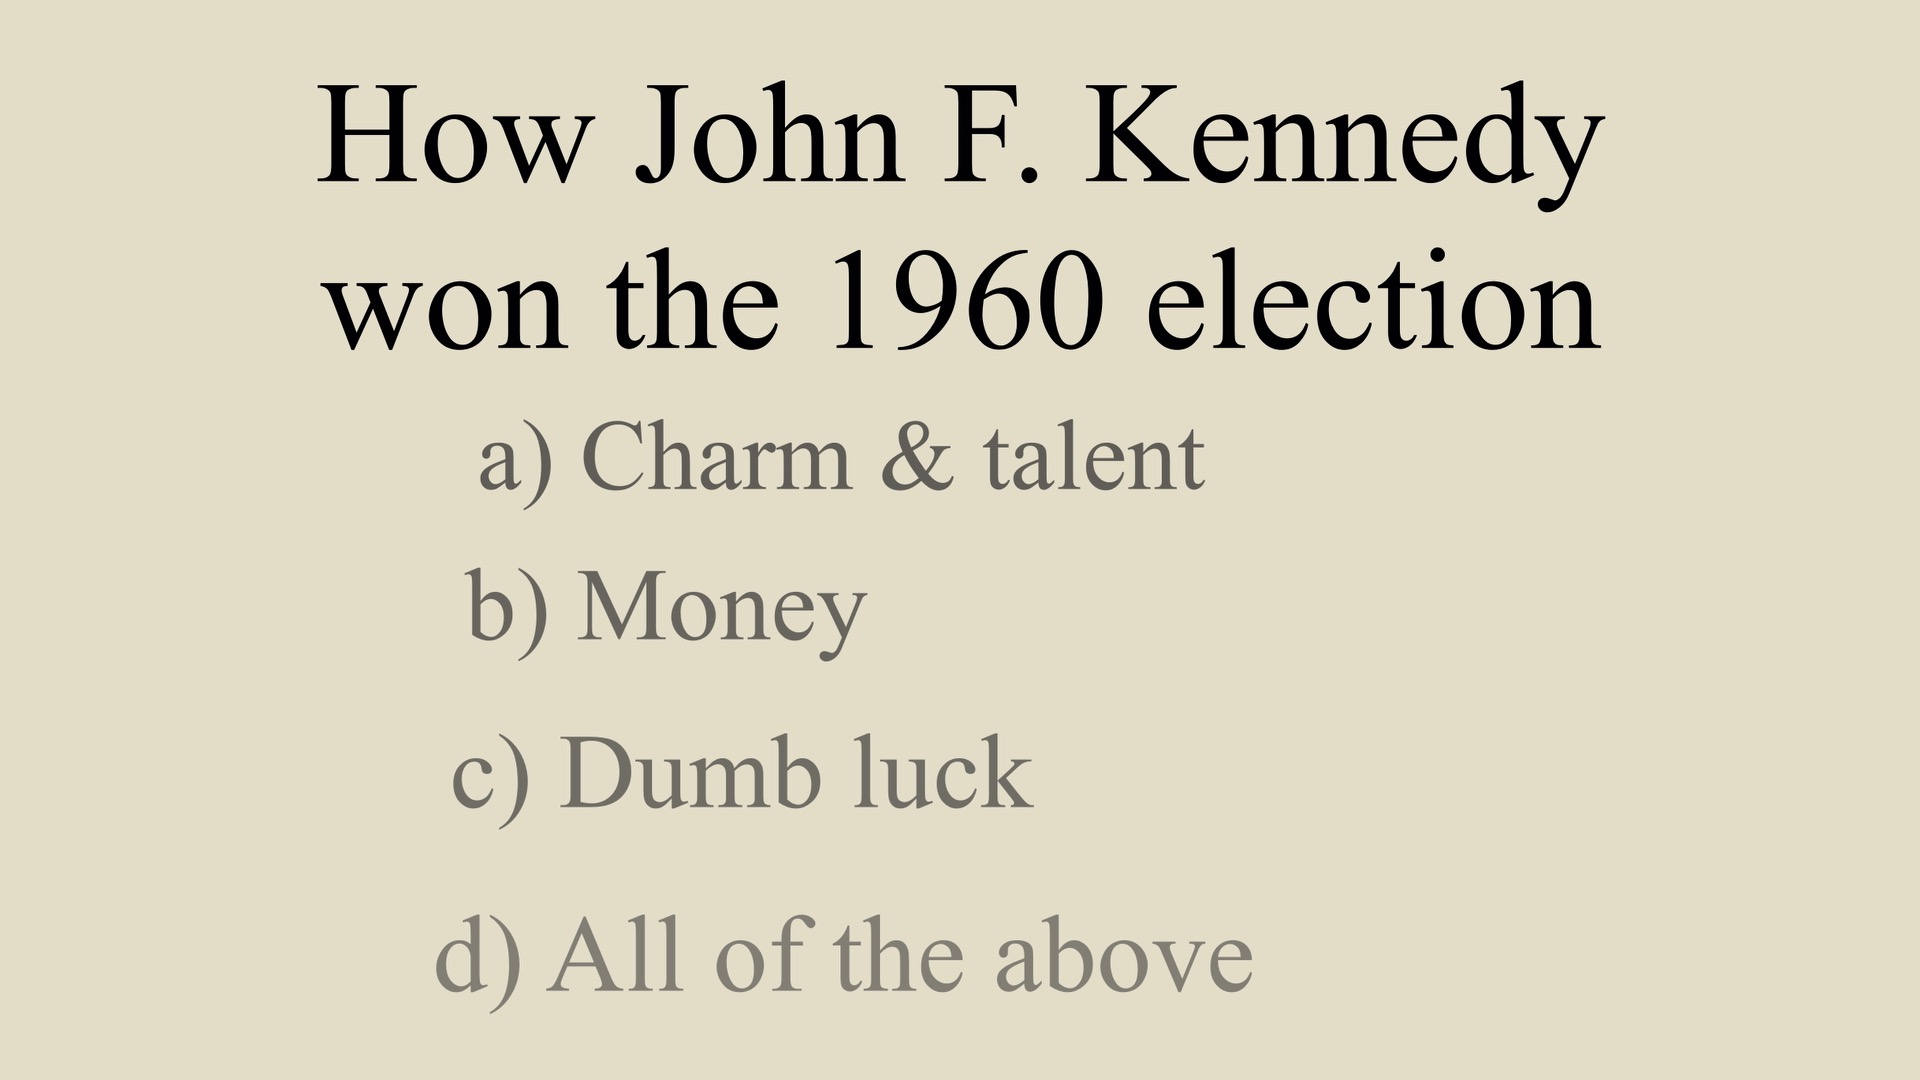 How John F. Kennedy
won the 1960 election
a) Charm & talent
b) Money
c) Dumb luck
d) All of the above